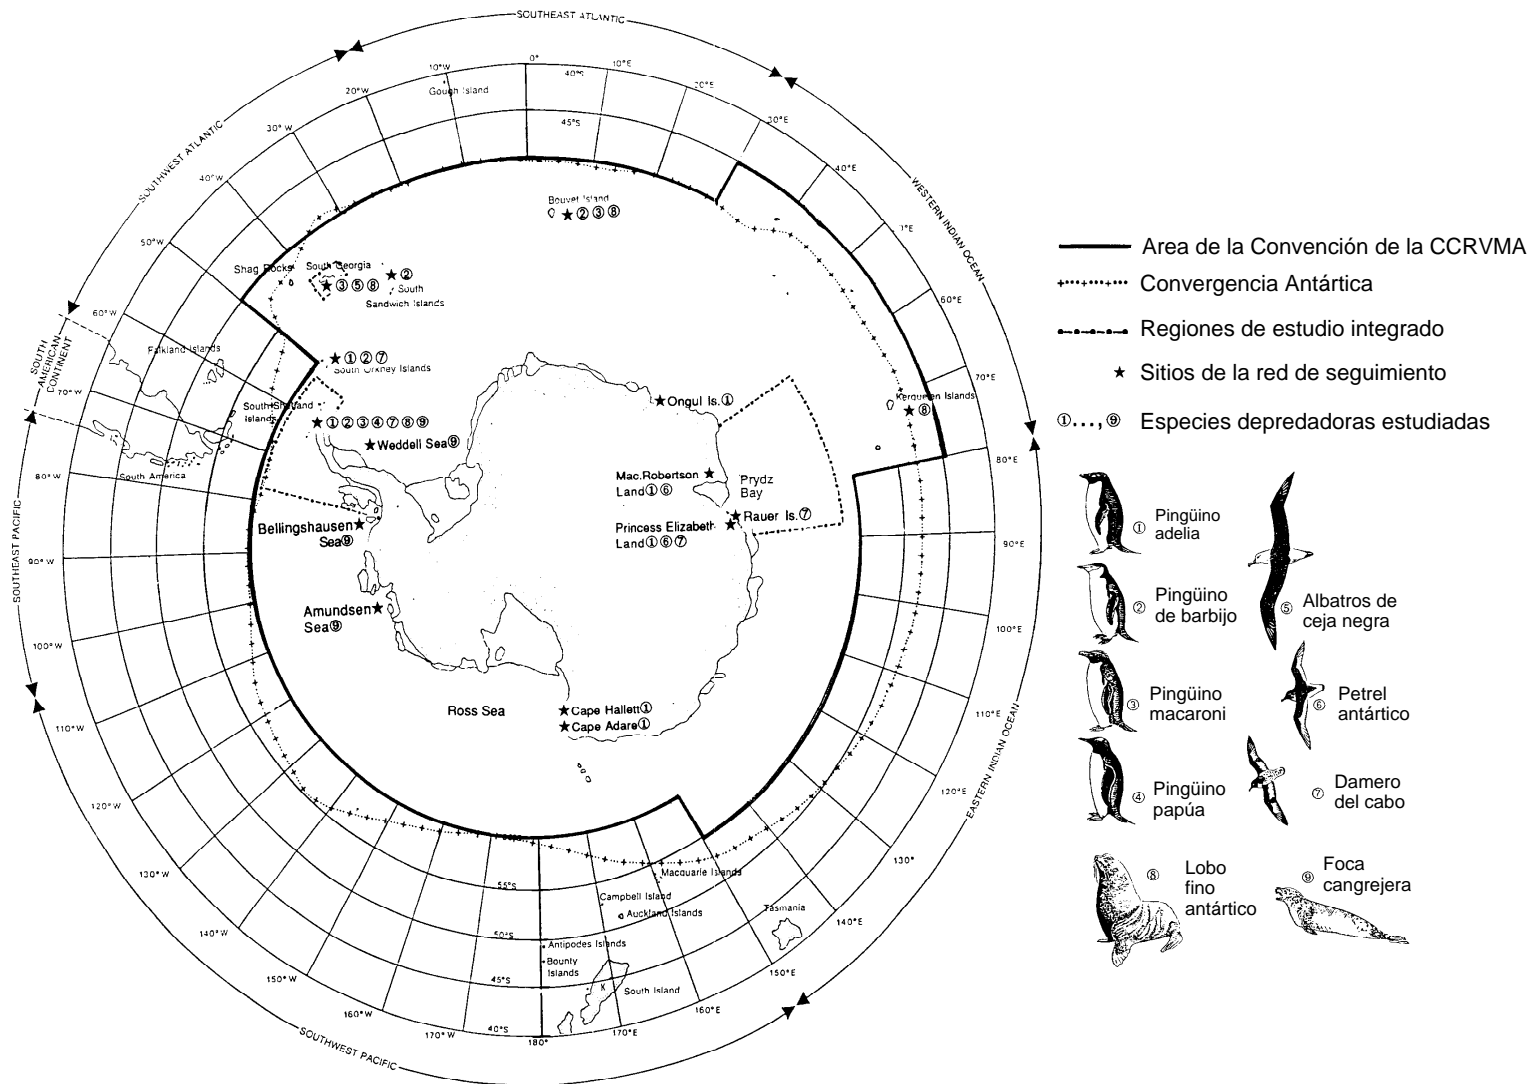 SOUTHEAST ATLANTIC
SOUTHWEST ATLANTIC
WESTERN INDIAN OCEAN
EASTERN INDIAN OCEAN
SOUTHWEST PACIFIC
SOUTHEAST PACIFIC
SOUTH
AMERICAN
CONTINENT
0°
10°E
20°E
30°E
40°E
60°E
70°E
80°E
90°E
100°E
110°E
120°E
130°
140°E
150°E
160°E
170°E
180°
170°W
160°W
150°W
140°W
130°W
120°W
110°W
100°W
90°W
80°W
70°W
60°W
50°W
40°W
30°W
20°W
10°W
40°S
45°S
55°S
50°S
45°S
40°S
Gough Island
Bouvet Island
②③⑧
Shag Rocks
South Georgia
③⑤⑧
②
South
Sandwich Islands
Falkland Islands
①②⑦
South Orkney Islands
South Shetland
Islands
①②③④⑦⑧⑨
Weddell Sea⑨
South America
Bellingshausen
Sea⑨
Amundsen
Sea⑨
Ross Sea
Cape Hallett①
Cape Adare①
Ongul Is.①
Kerguelen Islands
⑧
Mac.Robertson
Land①⑥
Prydz
Bay
Rauer Is.⑦
Princess Elizabeth
Land①⑥⑦
Macquarie Islands
Campbell Island
Auckland Islands
Tasmania
Antipodes Islands
Bounty
Islands
South Island
Area de la Convención de la CCRVMA
Convergencia Antártica
Regiones de estudio integrado
★ Sitios de la red de seguimiento
①...,⑨ Especies depredadoras estudiadas
① Pingüino
adelia
② Pingüino
de barbijo
③ Pingüino
macaroni
④ Pingüino
papúa
⑤ Albatros de
ceja negra
⑥ Petrel
antártico
⑦ Damero
del cabo
⑧ Lobo
fino
antártico
⑨ Foca
cangrejera